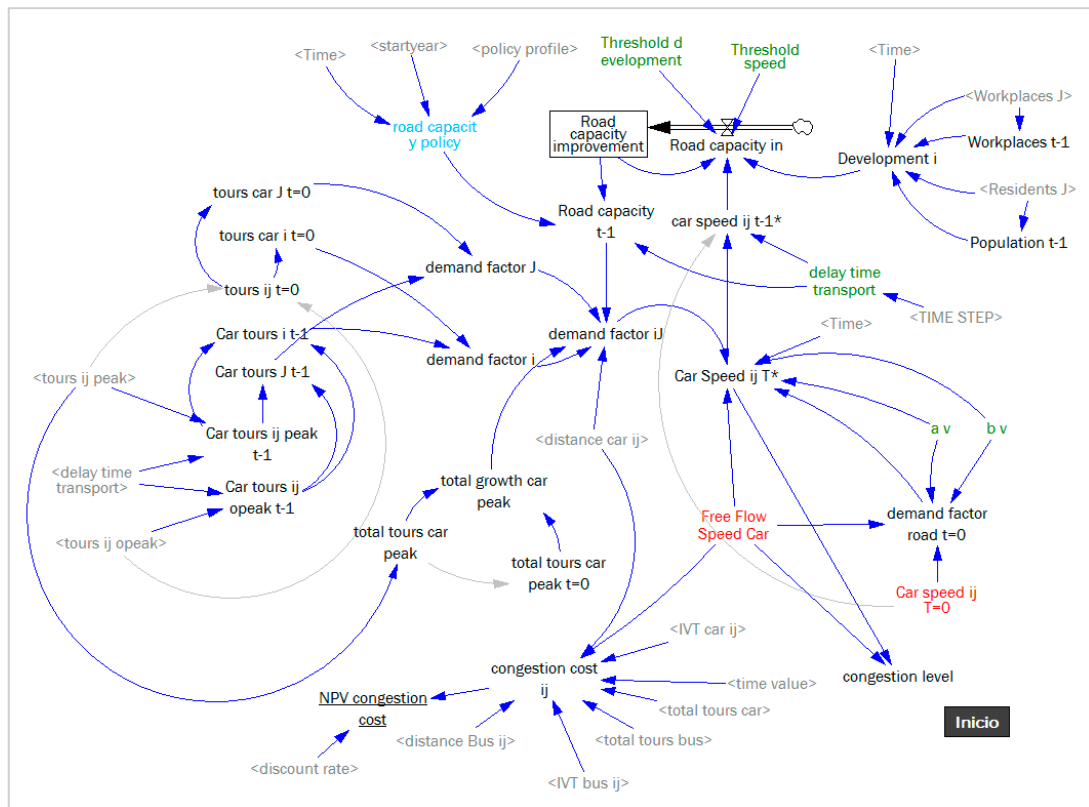 <startyear>
<Time>
<policy profile>
Threshold d
evelopment
Threshold
speed
<Time>
road capacit
y policy
Road
capacity
improvement
Road capacity in
<Workplaces J>
Workplaces t-1
Development i
<Residents J>
Population t-1
tours car J t=0
tours car i t=0
tours ij t=0
Road capacity
t-1
car speed ij t-1*
demand factor J
delay time
transport
<TIME STEP>
<Time>
Car tours i t-1
demand factor iJ
demand factor i
<tours ij peak>
Car tours J t-1
Car Speed ij T*
Car tours ij peak
t-1
<distance car ij>
a v
b v
<delay time
transport>
Car tours ij
opeak t-1
total growth car
peak
<tours ij opeak>
total tours car
peak
total tours car
peak t=0
Free Flow
Speed Car
demand factor
road t=0
Car speed ij
T=0
<IVT car ij>
congestion cost
ij
<time value>
congestion level
NPV congestion
cost
<total tours car>
<distance Bus ij>
<total tours bus>
<discount rate>
<IVT bus ij>
Inicio